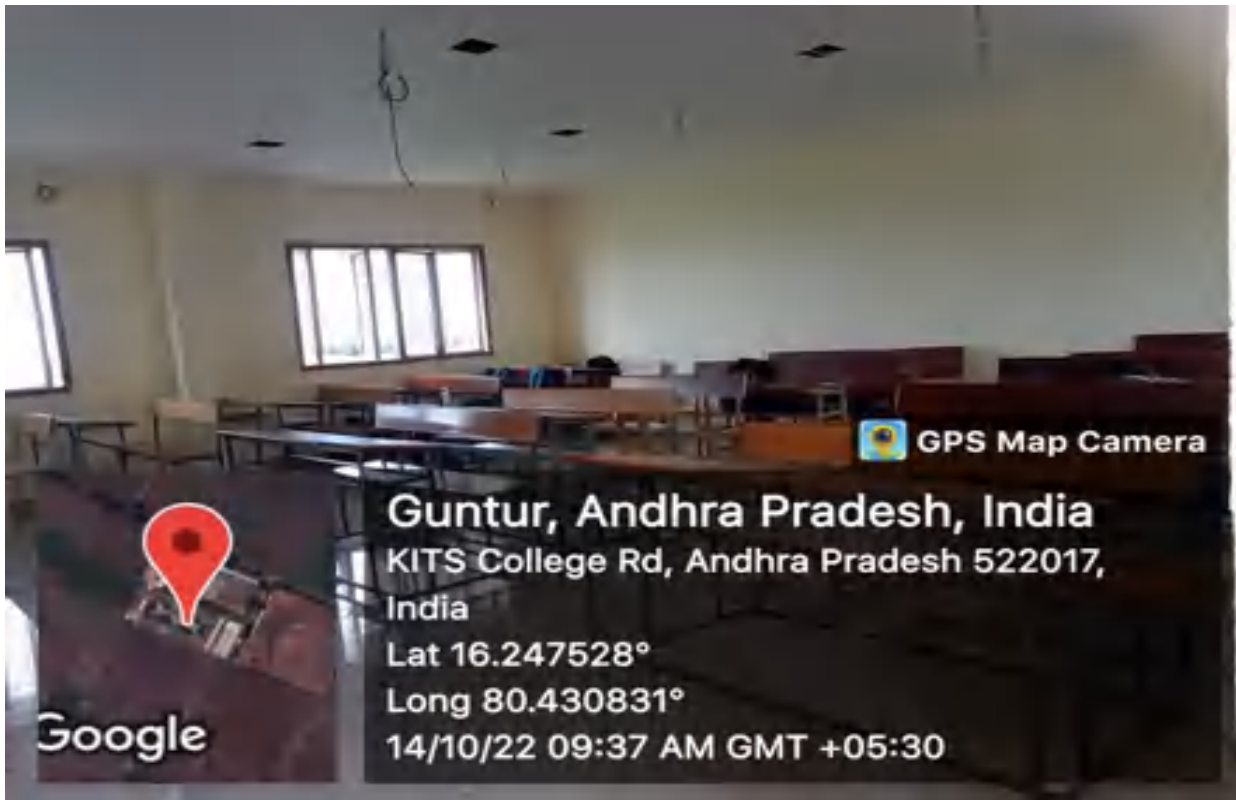 GPS Map Camera
Guntur, Andhra Pradesh, India
KITS College Rd, Andhra Pradesh 522017,
India
Lat 16.247528°
Long 80.430831°
14/10/22 09:37 AM GMT +05:30
Google